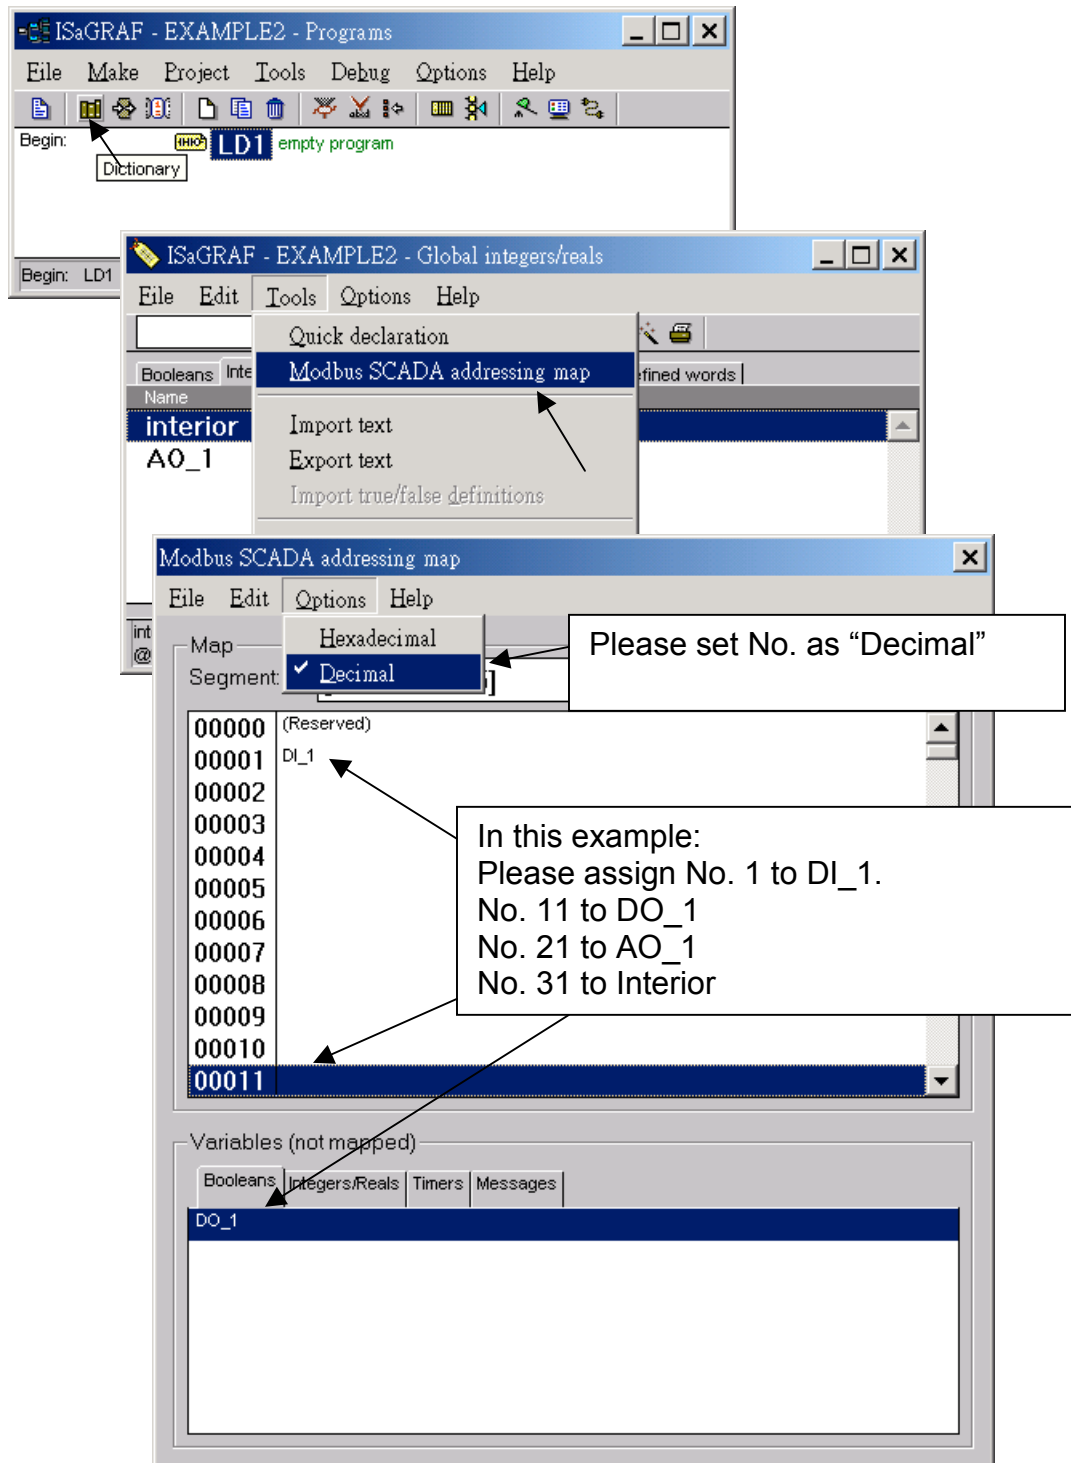 ISaGRAF - EXAMPLE2 - Programs
File Make Project Tools Debug Options Help
Begin: LD1 empty program
Dictionary
Begin: LD1
ISaGRAF - EXAMPLE2 - Global integers/reals
File Edit Tools Options Help
Quick declaration
Booleans Inte Modbus SCADA addressing map fined words
Name
interior
Import text
AO_1
Export text
Import true/false definitions
Modbus SCADA addressing map
File Edit Options Help
int
@
Map
Hexadecimal
Segment:
Decimal
]
Please set No. as “Decimal”
00000 (Reserved)
00001 DI_1
00002
00003
00004
00005
00006
00007
00008
00009
00010
00011
In this example:
Please assign No. 1 to DI_1.
No. 11 to DO_1
No. 21 to AO_1
No. 31 to Interior
Variables (not mapped)
Booleans Integers/Reals Timers Messages
DO_1